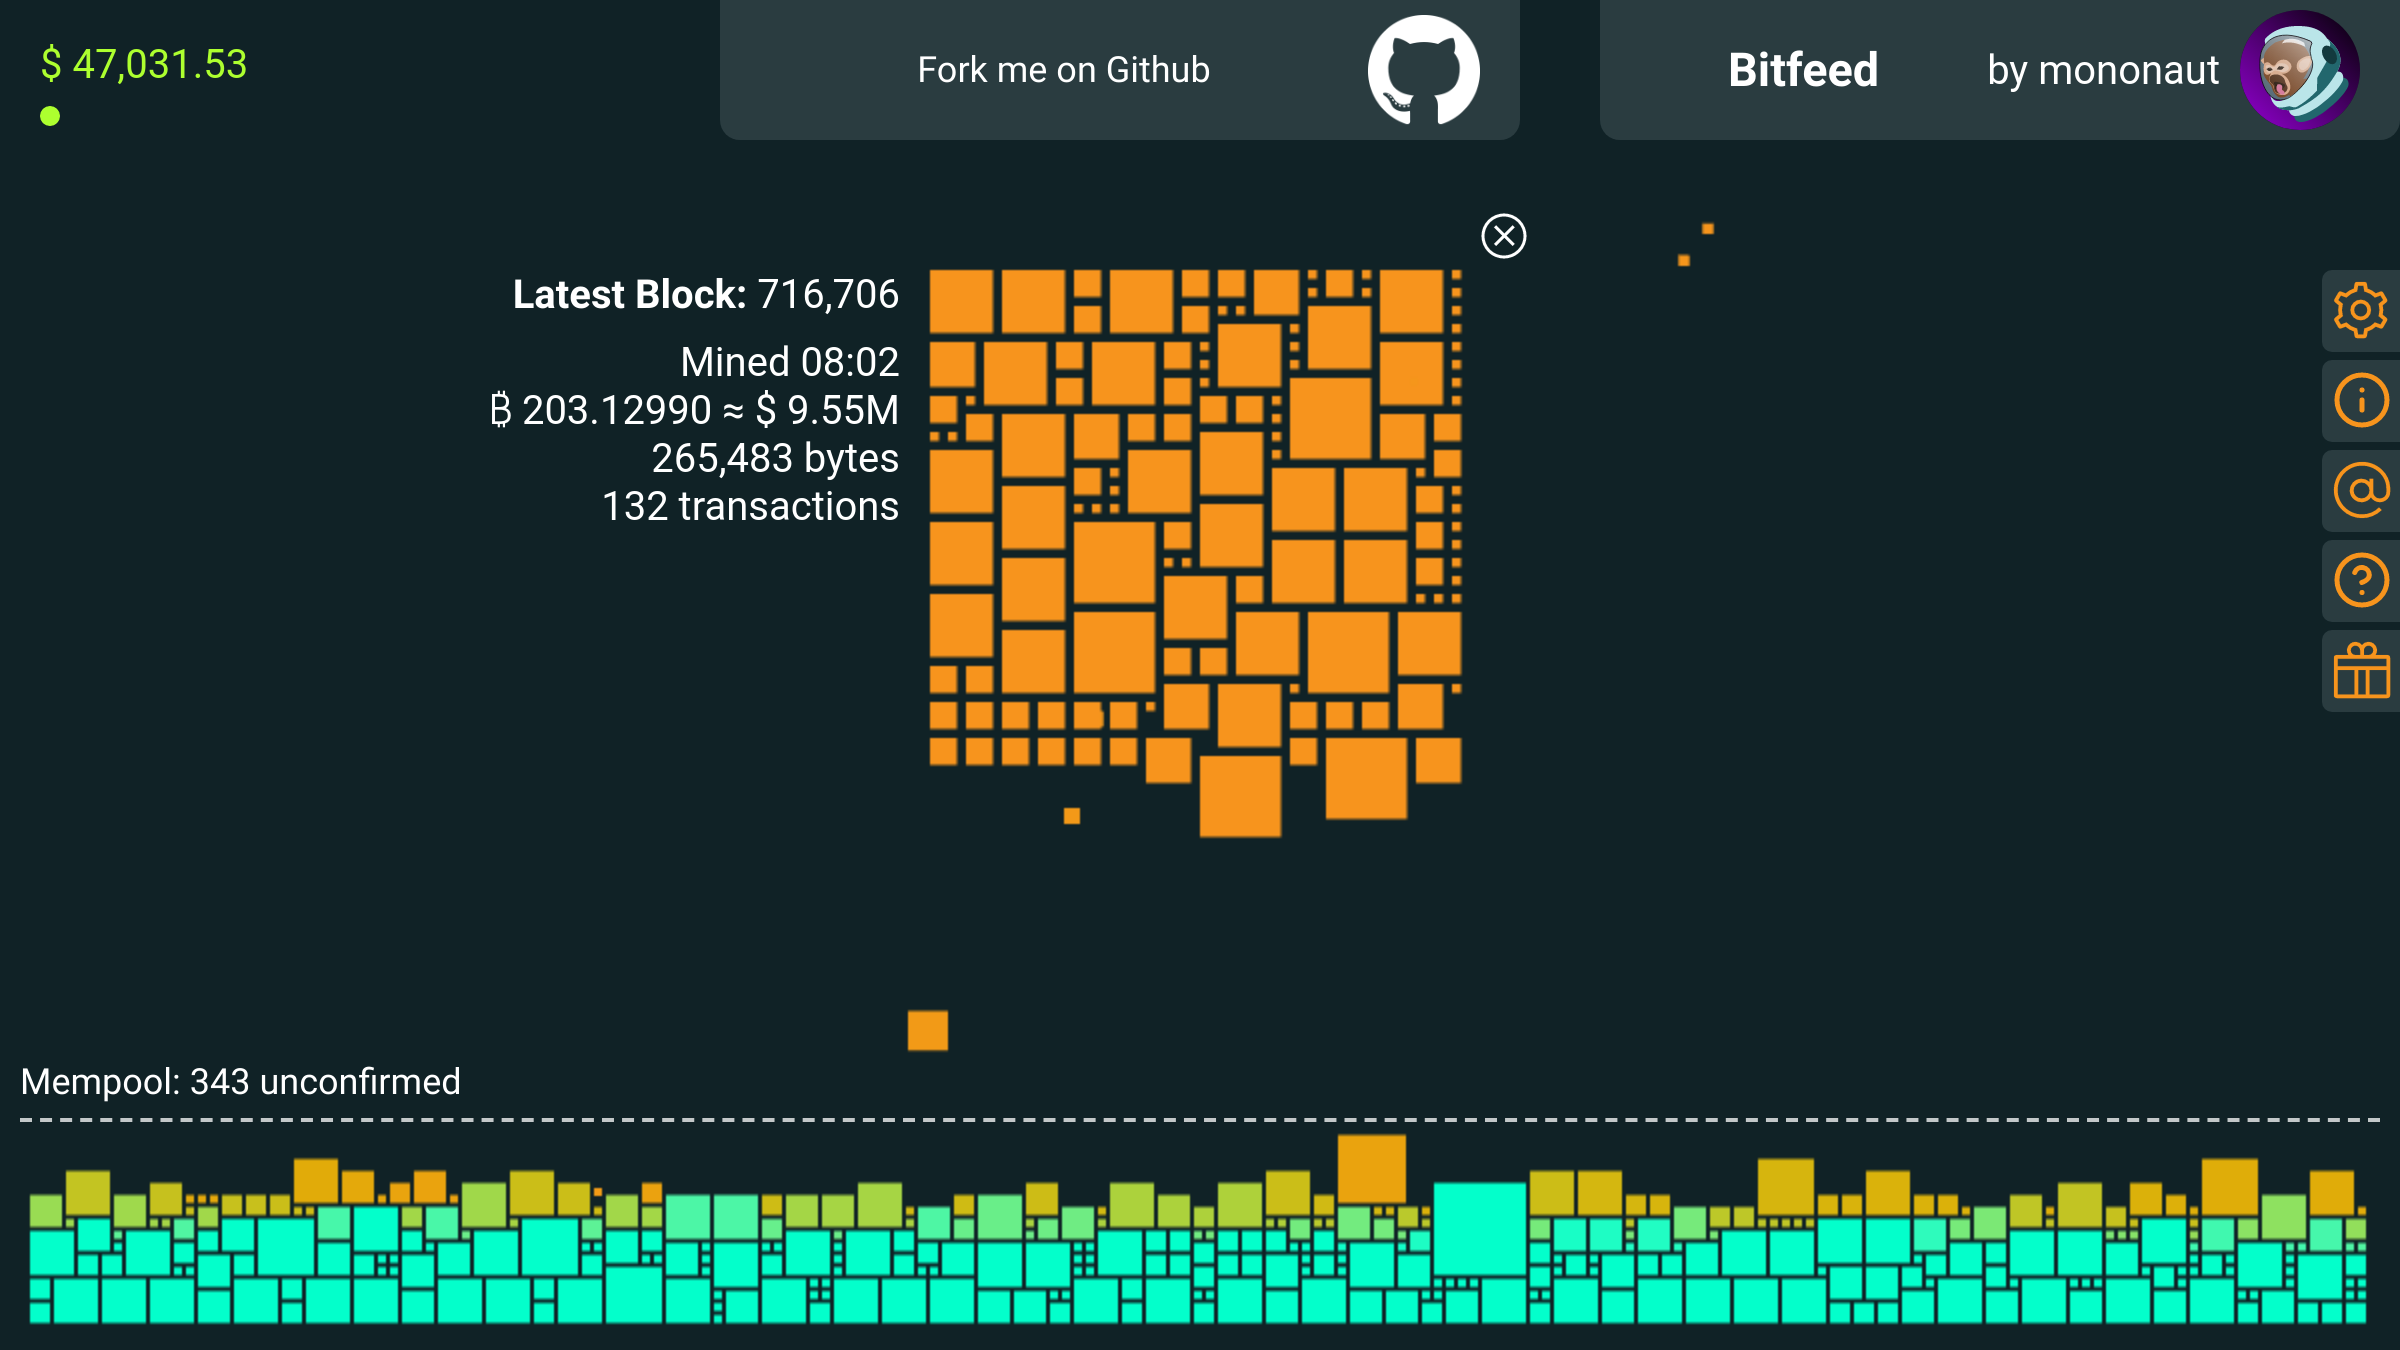 $ 47,031.53
Fork me on Github
Bitfeed
by mononaut
Latest Block: 716,706
Mined 08:02
₿ 203.12990 ≈ $ 9.55M
265,483 bytes
132 transactions
Mempool: 343 unconfirmed